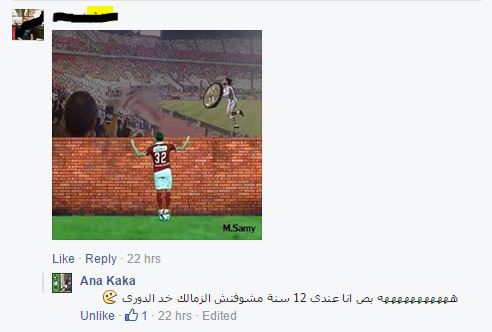 32
M.Samy
Like · Reply · 22 hrs
Ana Kaka
هههههههههههه بص انا عندى 12 سنة مشوفتش الزمالك خد الدورى
Unlike · 1 · 22 hrs · Edited